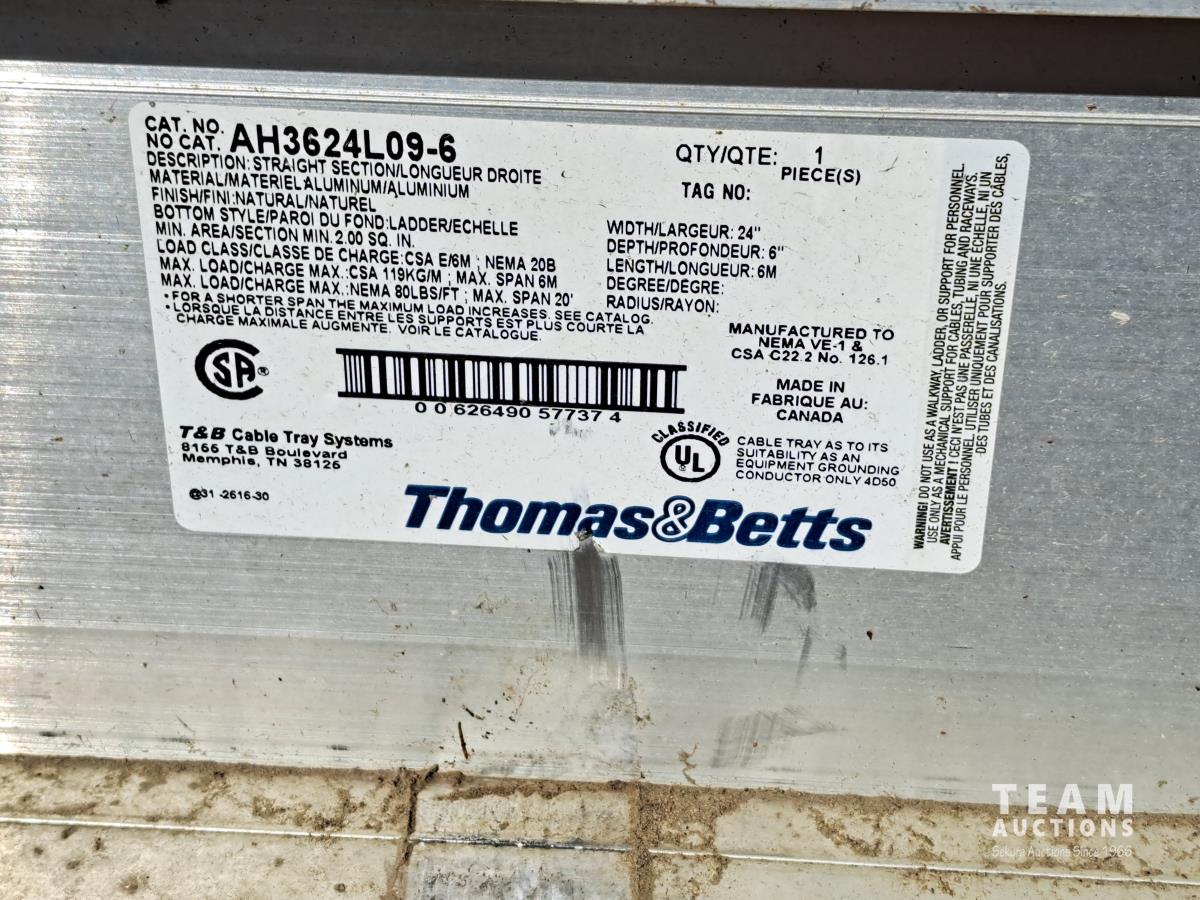 CAT. NO.
NO CAT. AH3624L09-6
DESCRIPTION: STRAIGHT SECTION/LONGUEUR DROITE
MATERIAL/MATERIEL:ALUMINUM/ALUMINIUM
FINISH/FINI:NATURAL/NATUREL
BOTTOM STYLE/PAROI DU FOND:LADDER/ECHELLE
MIN. AREA/SECTION MIN. 2.00 SQ. IN.
LOAD CLASS/CLASSE DE CHARGE:CSA E/6M ; NEMA 20B
MAX. LOAD/CHARGE MAX.:CSA 119KG/M ; MAX. SPAN 6M
MAX. LOAD/CHARGE MAX.:NEMA 80LBS/FT ; MAX. SPAN 20'
• FOR A SHORTER SPAN THE MAXIMUM LOAD INCREASES. SEE CATALOG.
• LORSQUE LA DISTANCE ENTRE LES SUPPORTS EST PLUS COURTE LA
CHARGE MAXIMALE AUGMENTE. VOIR LE CATALOGUE.
QTY/QTE: 1
PIECE(S)
TAG NO:
WIDTH/LARGEUR: 24"
DEPTH/PROFONDEUR: 6"
LENGTH/LONGUEUR: 6M
DEGREE/DEGRE:
RADIUS/RAYON:
MANUFACTURED TO
NEMA VE-1 &
CSA C22.2 No. 126.1
MADE IN
FABRIQUE AU:
CANADA
CSA ®
0 0 626490 57737 4
T&B Cable Tray Systems
8155 T&B Boulevard
Memphis, TN 38125
@31 -2616-30
CLASSIFIED
UL
CABLE TRAY AS TO ITS
SUITABILITY AS AN
EQUIPMENT GROUNDING
CONDUCTOR ONLY 4D50
Thomas&Betts
WARNING! DO NOT USE AS A WALKWAY, LADDER, OR SUPPORT FOR PERSONNEL.
USE ONLY AS A MECHANICAL SUPPORT FOR CABLES, TUBING AND RACEWAYS.
AVERTISSEMENT ! CECI N'EST PAS UNE PASSERELLE, NI UNE ÉCHELLE, NI UN
APPUI POUR LE PERSONNEL. UTILISER UNIQUEMENT POUR SUPPORTER DES CÂBLES,
DES TUBES ET DES CANALISATIONS.
TEAM
AUCTIONS
Sekura Auctions Since 1966